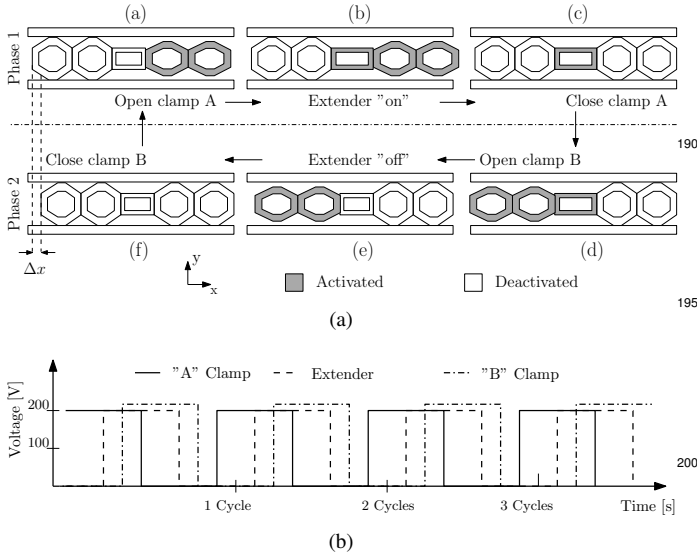 (a) (b) (c)
Phase 1
Open clamp A Extender "on" Close clamp A
190
Close clamp B Extender "off" Open clamp B
Phase 2
(f) (e) (d)
Δx
y
x
Activated Deactivated
195
(a)
"A" Clamp Extender "B" Clamp
Voltage [V]
200
100
200
1 Cycle 2 Cycles 3 Cycles Time [s]
(b)